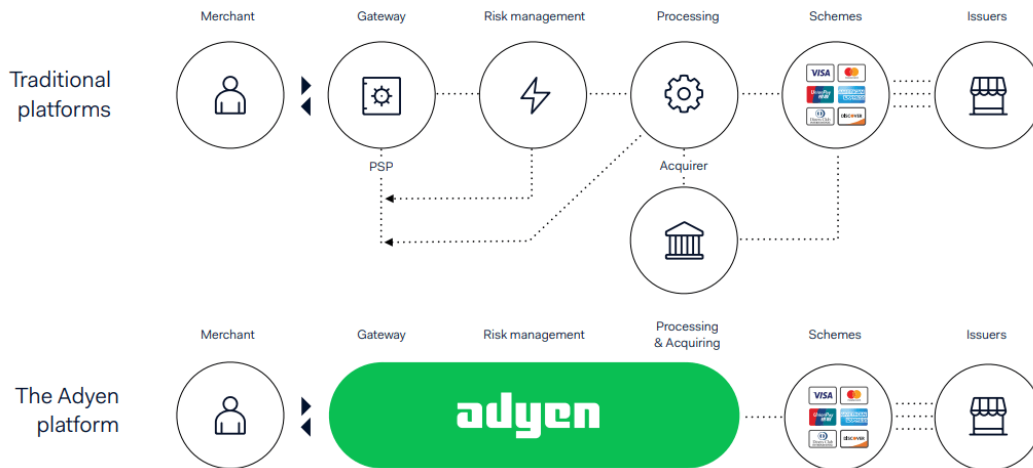 Merchant
Gateway
Risk management
Processing
Schemes
Issuers
Traditional
platforms
VISA
PSP
Acquirer
Merchant
Gateway
Risk management
Processing
& Acquiring
Schemes
Issuers
The Adyen
platform
adyen
VISA